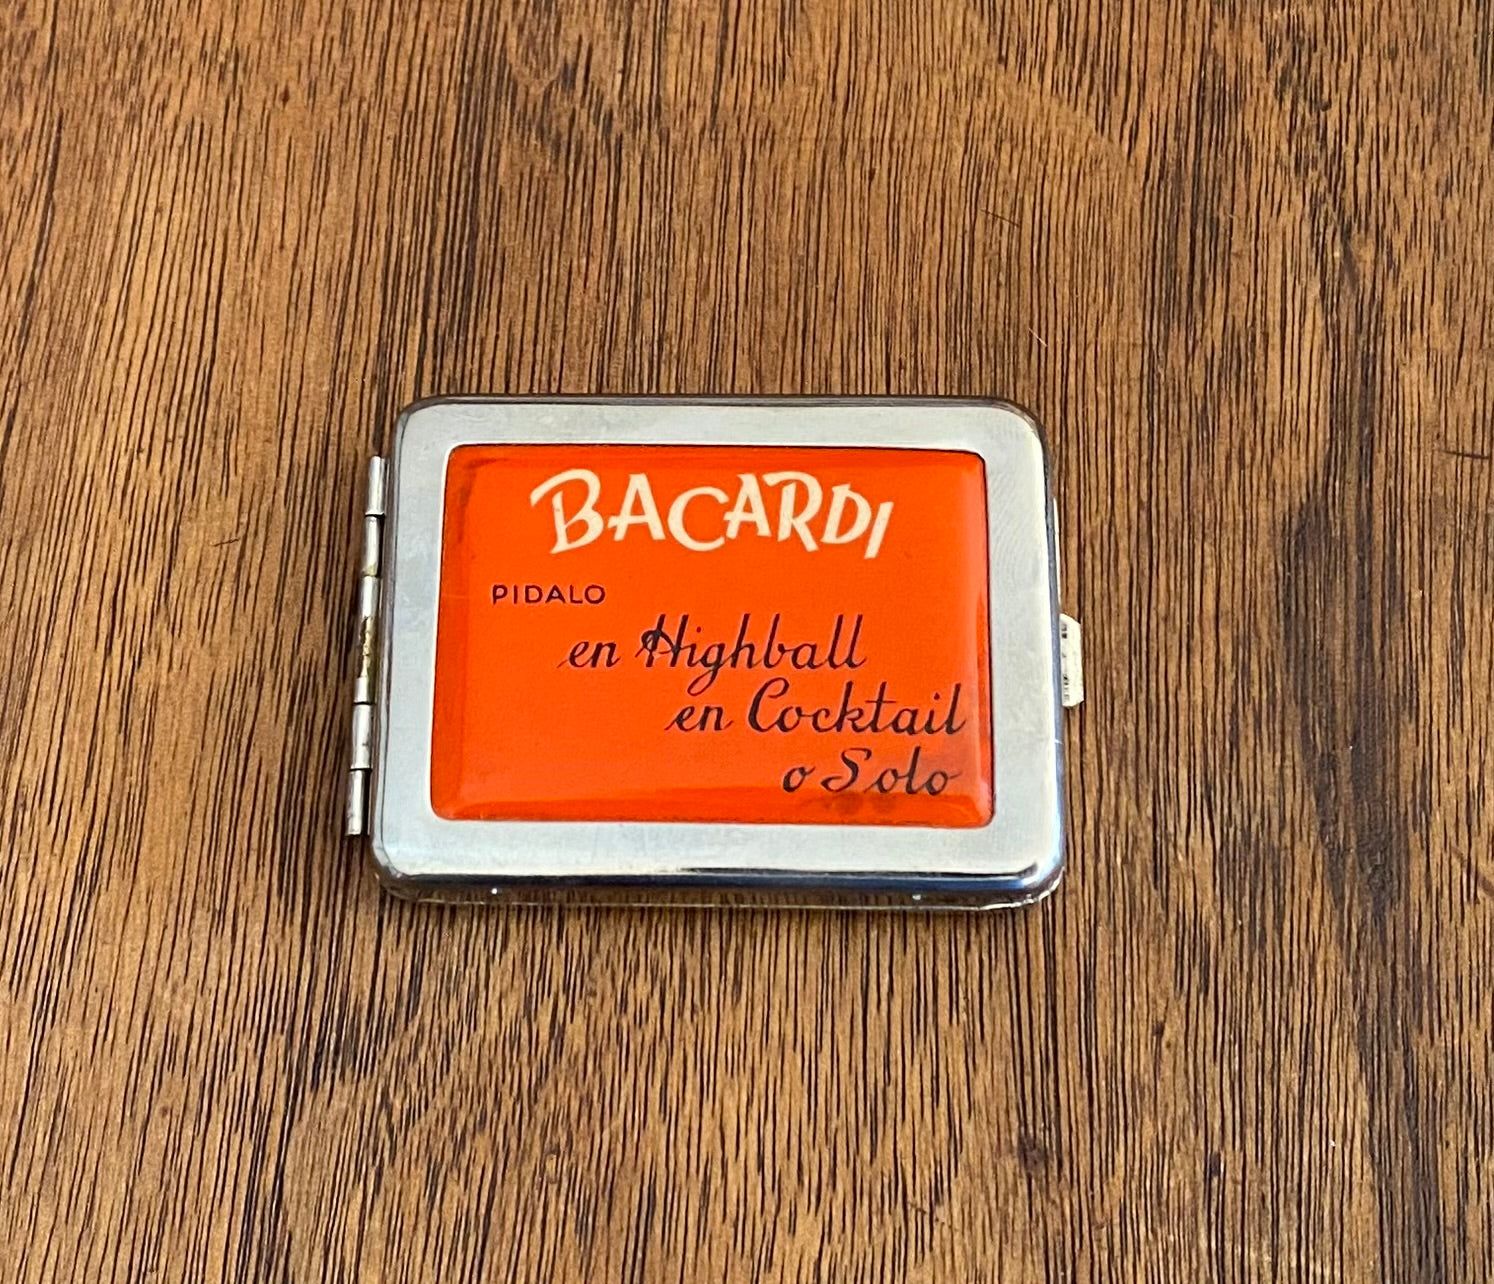 BACARDI
PIDALO
en Highball
en Cocktail
o Solo